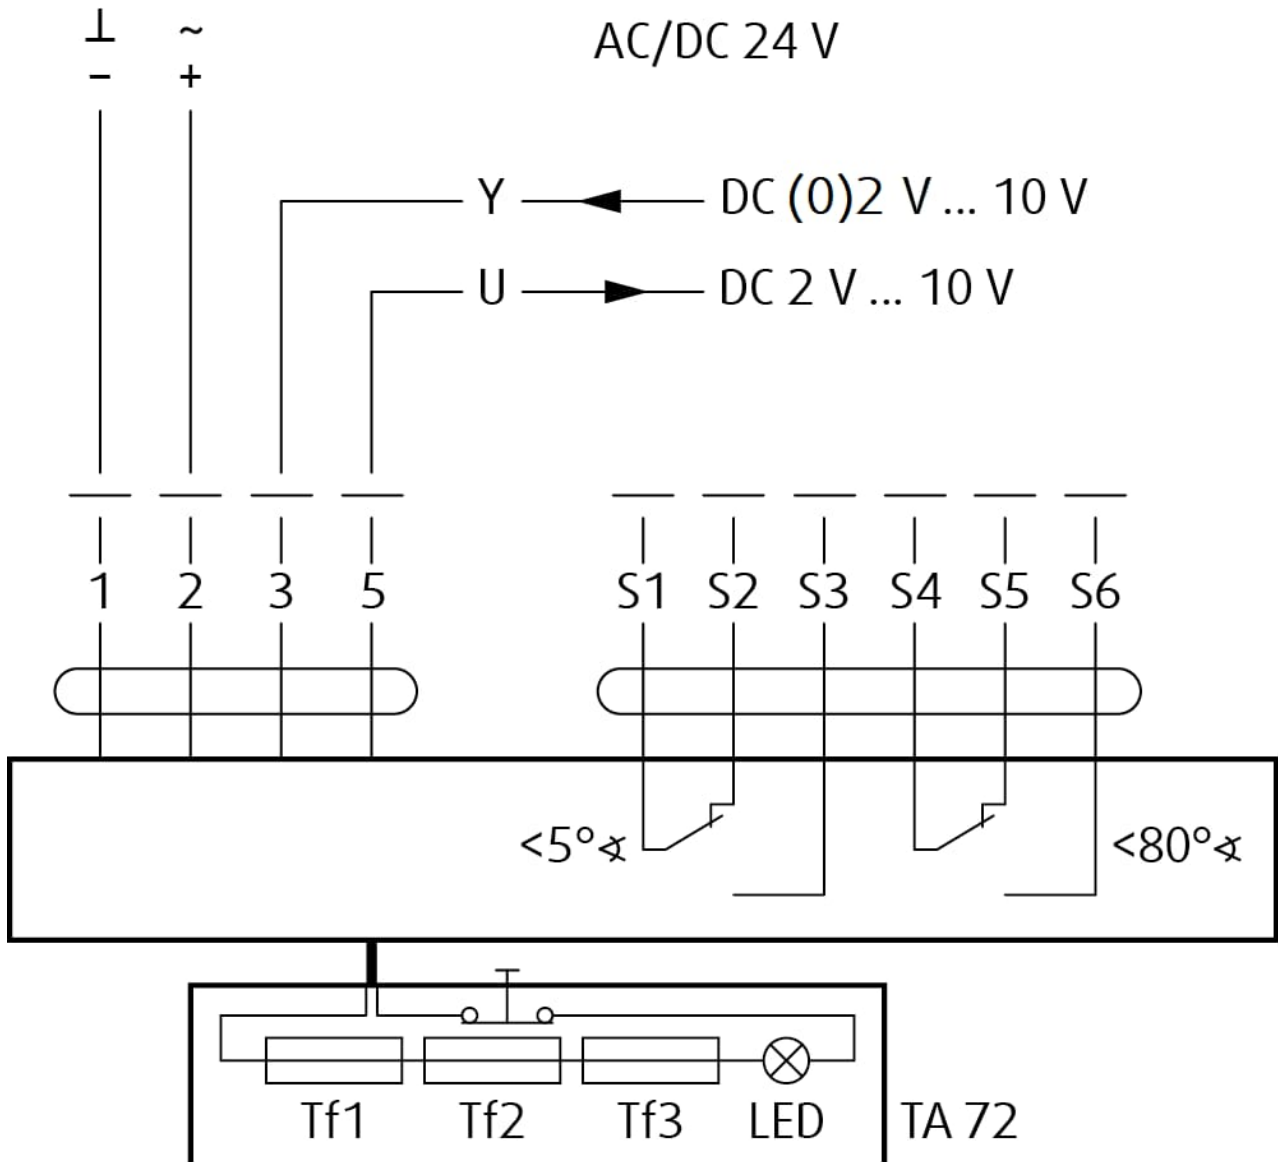 ⊥ ~ AC/DC 24 V
− +
Y DC (0)2 V ... 10 V
U DC 2 V ... 10 V
1 2 3 5 S1 S2 S3 S4 S5 S6
<5°∢ <80°∢
Tf1 Tf2 Tf3 LED TA 72